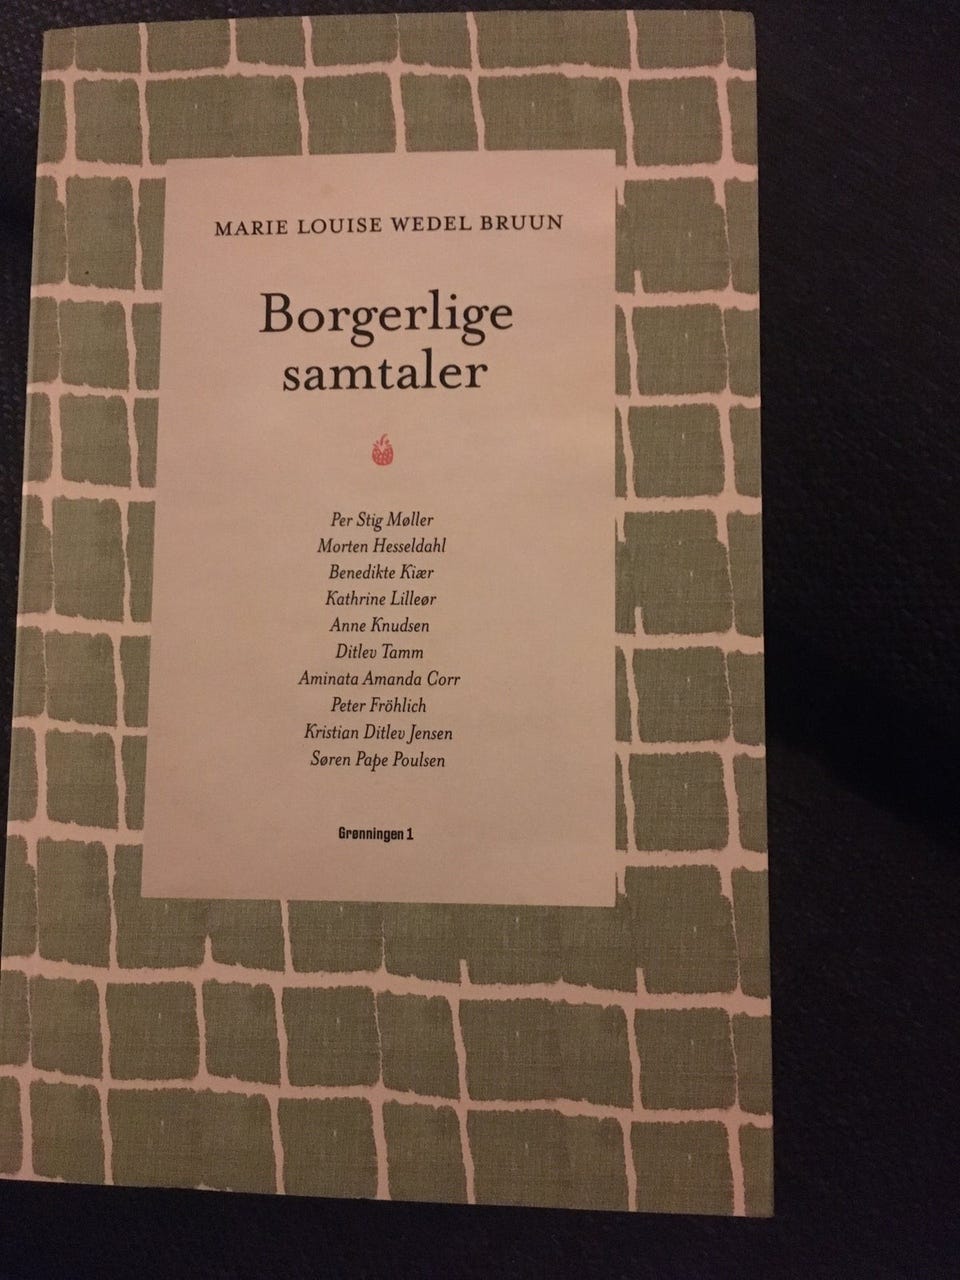 MARIE LOUISE WEDEL BRUUN
Borgerlige
samtaler
Per Stig Møller
Morten Hesseldahl
Benedikte Kiær
Kathrine Lilleør
Anne Knudsen
Ditlev Tamm
Aminata Amanda Corr
Peter Fröhlich
Kristian Ditlev Jensen
Søren Pape Poulsen
Grønningen 1